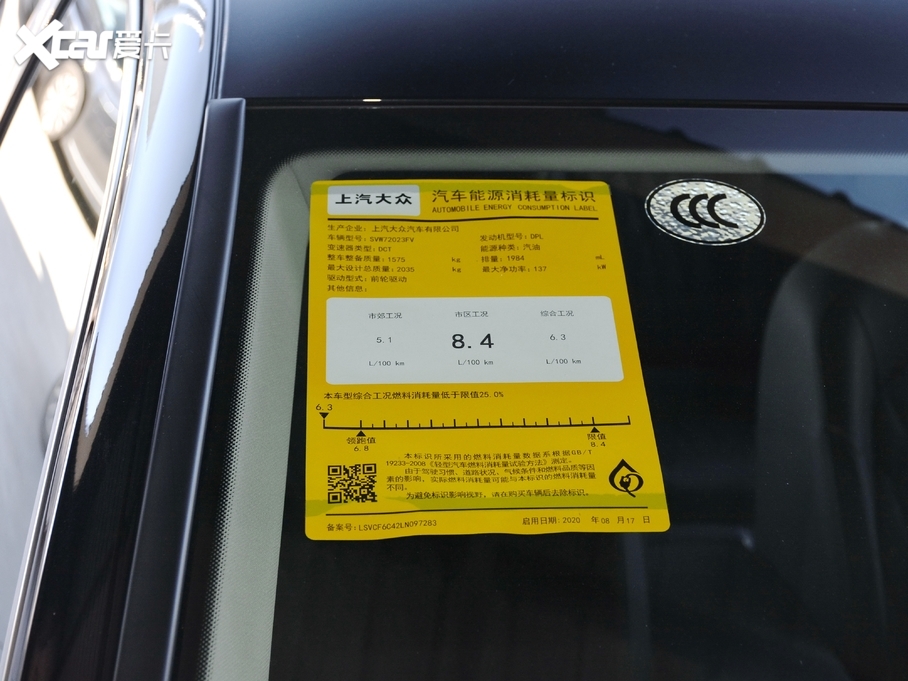 Xcar爱卡
上汽大众
汽车能源消耗量标识
AUTOMOBILE ENERGY CONSUMPTION LABEL
CCC
生产企业：上汽大众汽车有限公司
车辆型号：SVW72023FV 发动机型号：DPL
变速器类型：DCT 能源种类：汽油
整车整备质量：1575 kg 排量：1984 mL
最大设计总质量：2035 kg 最大净功率：137 kW
驱动型式：前轮驱动
其他信息：
市郊工况 市区工况 综合工况
5.1 8.4 6.3
L/100 km L/100 km L/100 km
本车型综合工况燃料消耗量低于限值25.0%
6.3
领跑值 限值
6.8 8.4
本标识所采用的燃料消耗量数据系根据GB/T
19233-2008《轻型汽车燃料消耗量试验方法》测定。
由于驾驶习惯、道路状况、气候条件和燃料品质等因
素的影响，实际燃料消耗量可能与本标识的燃料消耗量
不同。
为避免标识影响视野，请在购买车辆后去除标识。
备案号：LSVCF6C42LN097283 启用日期：2020 年08 月17 日